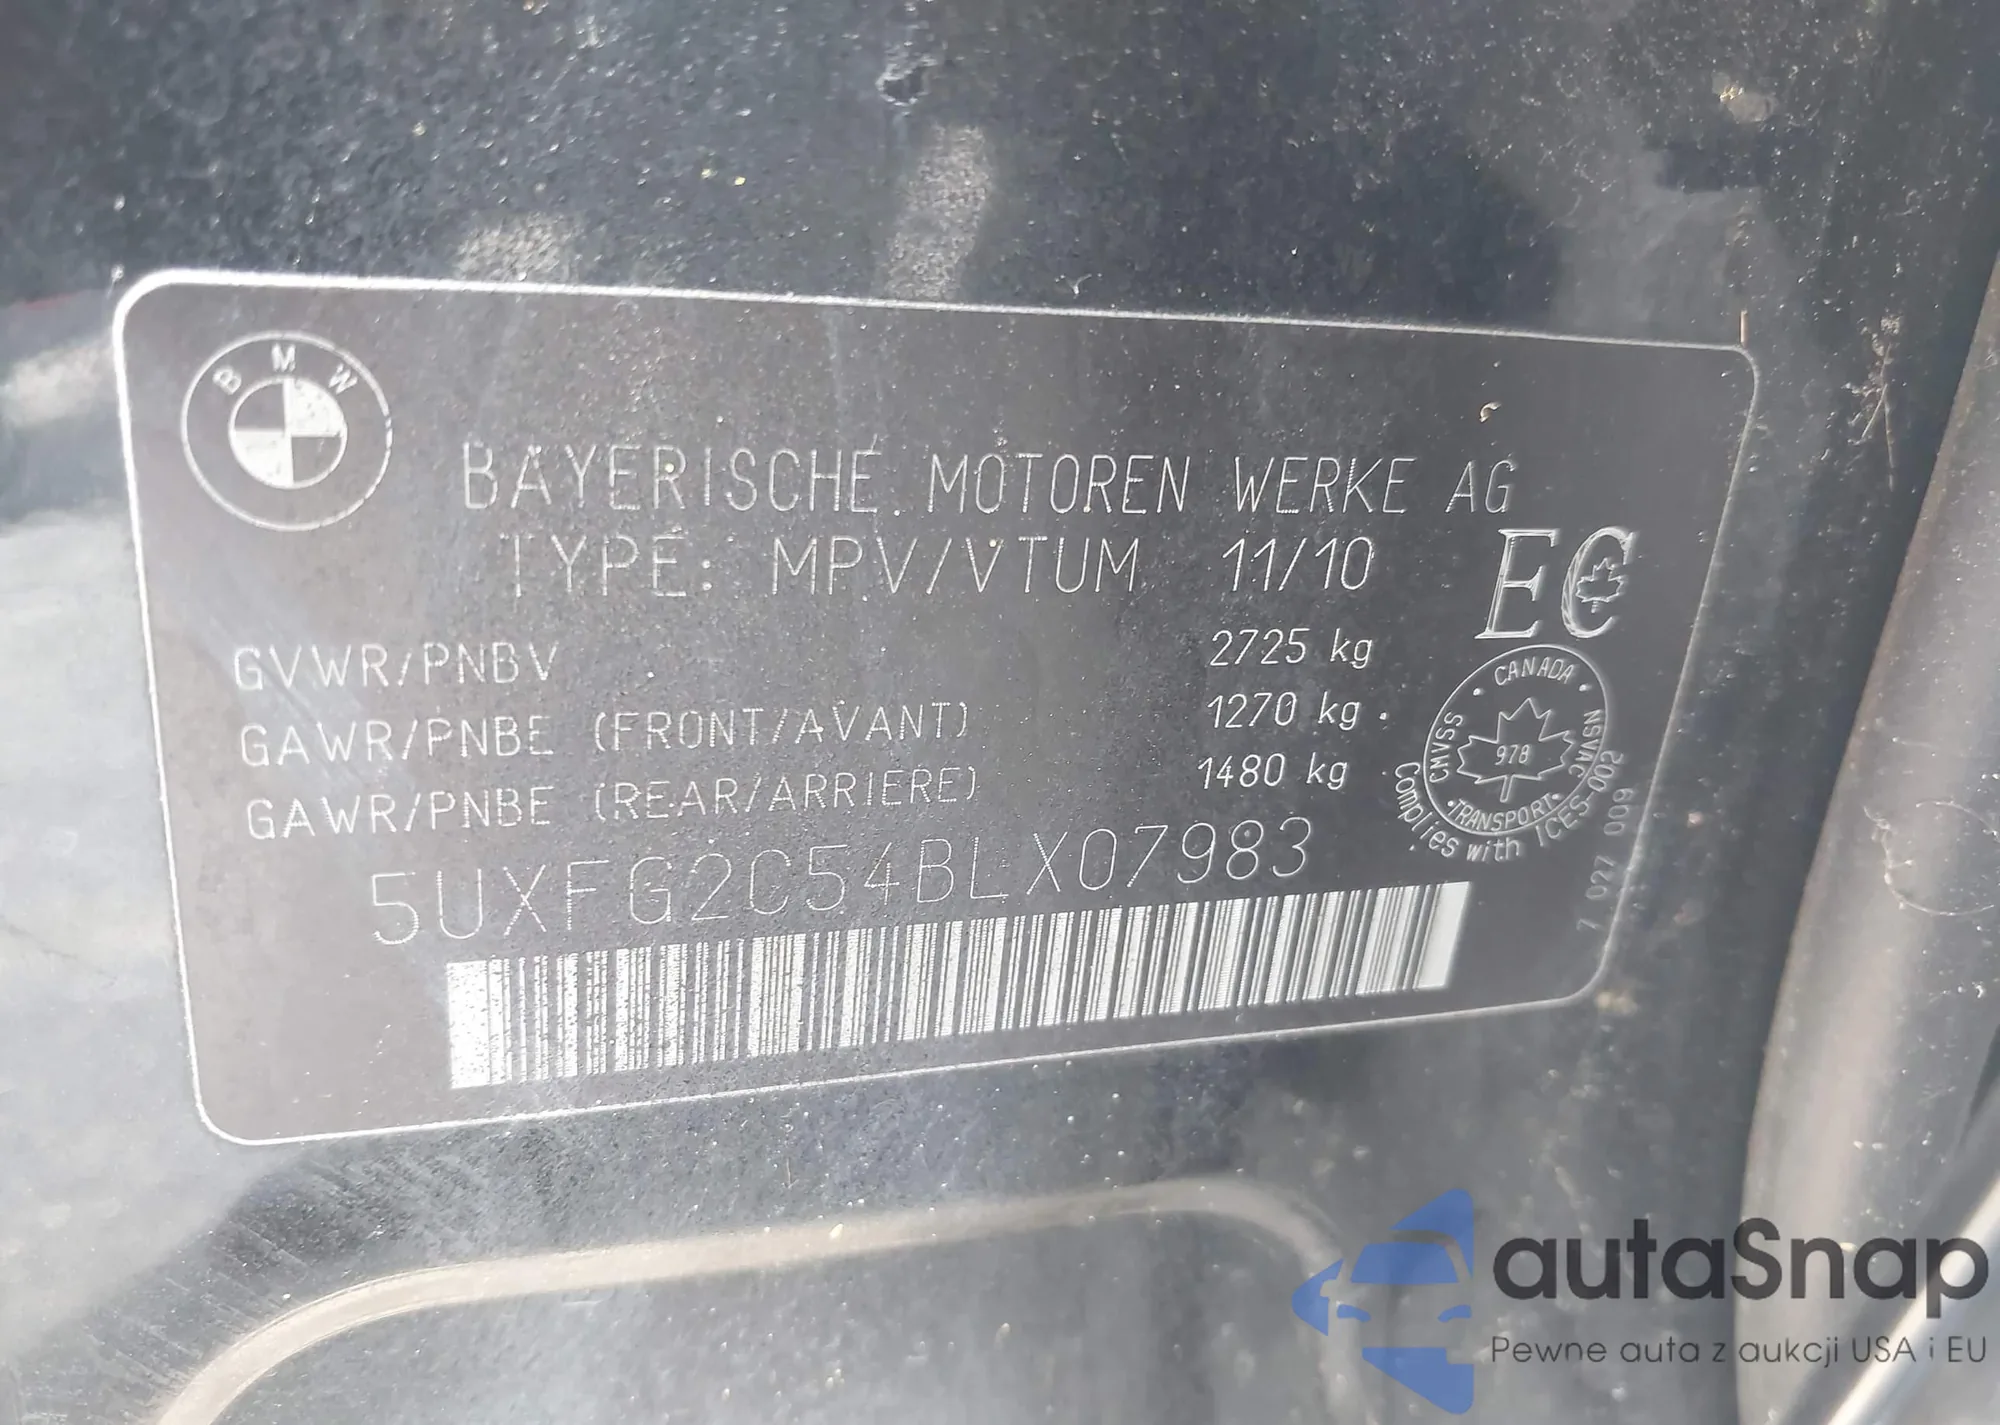 BMW
BAYERISCHE MOTOREN WERKE AG
TYPE: MPV/VTUM 11/10
EC
GVWR/PNBV 2725 kg
GAWR/PNBE (FRONT/AVANT) 1270 kg
GAWR/PNBE (REAR/ARRIERE) 1480 kg
CANADA
CMVSS 978 NSVAC
TRANSPORT
Complies with ICES-002
7 027 009
5UXFG2C54BLX07983
autaSnap
Pewne auta z aukcji USA i EU